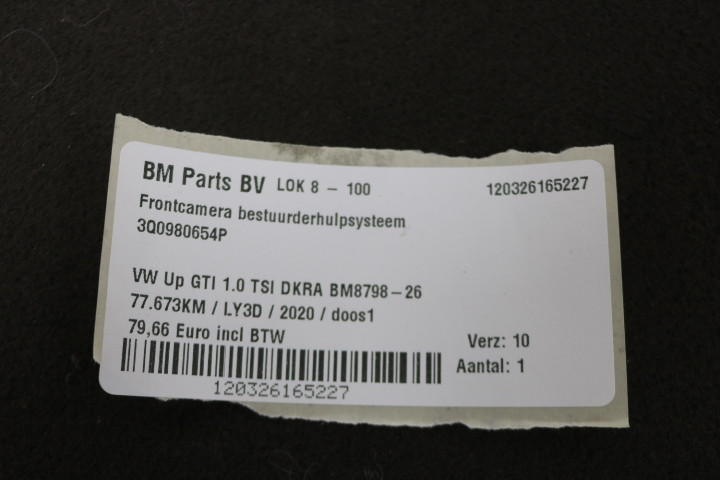 BM Parts BV LOK 8 - 100 120326165227
Frontcamera bestuurderhulpsysteem
3Q0980654P
VW Up GTI 1.0 TSI DKRA BM8798-26
77.673KM / LY3D / 2020 / doos1
79,66 Euro incl BTW Verz: 10
Aantal: 1
120326165227